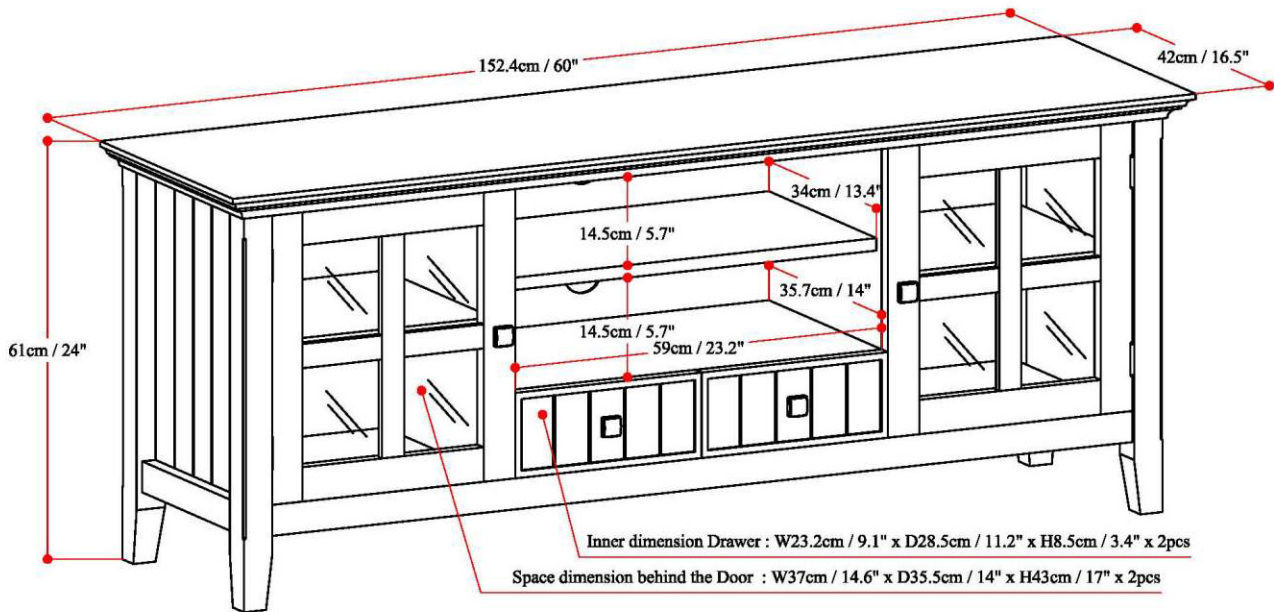 152.4cm / 60"
42cm / 16.5"
34cm / 13.4"
14.5cm / 5.7"
35.7cm / 14"
14.5cm / 5.7"
59cm / 23.2"
61cm / 24"
Inner dimension Drawer : W23.2cm / 9.1" x D28.5cm / 11.2" x H8.5cm / 3.4" x 2pcs
Space dimension behind the Door : W37cm / 14.6" x D35.5cm / 14" x H43cm / 17" x 2pcs